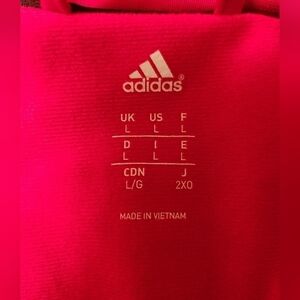 adidas®
UK US F
L L L
D I E
L L L
CDN J
L/G 2XO
MADE IN VIETNAM